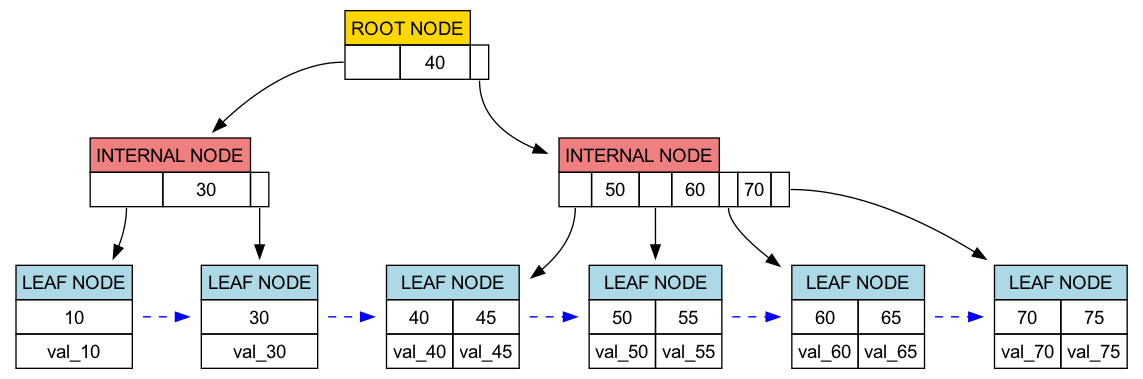 ROOT NODE
40
INTERNAL NODE
30
INTERNAL NODE
50 60 70
LEAF NODE
10
val_10
LEAF NODE
30
val_30
LEAF NODE
40 45
val_40 val_45
LEAF NODE
50 55
val_50 val_55
LEAF NODE
60 65
val_60 val_65
LEAF NODE
70 75
val_70 val_75